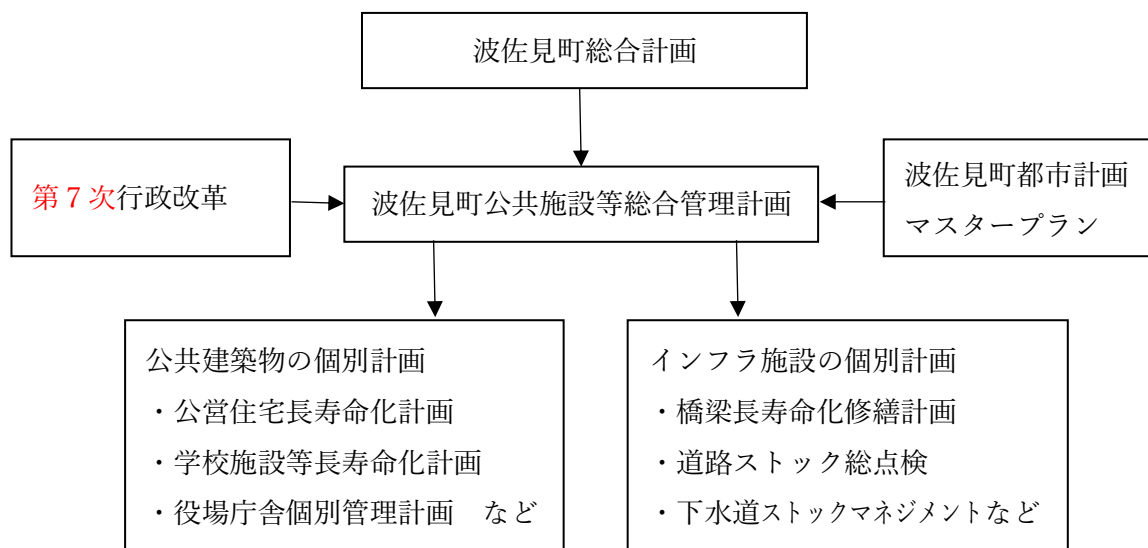 波佐見町総合計画
第７次行政改革
波佐見町公共施設等総合管理計画
波佐見町都市計画
マスタープラン
公共建築物の個別計画
・公営住宅長寿命化計画
・学校施設等長寿命化計画
・役場庁舎個別管理計画　など
インフラ施設の個別計画
・橋梁長寿命化修繕計画
・道路ストック総点検
・下水道ストックマネジメントなど